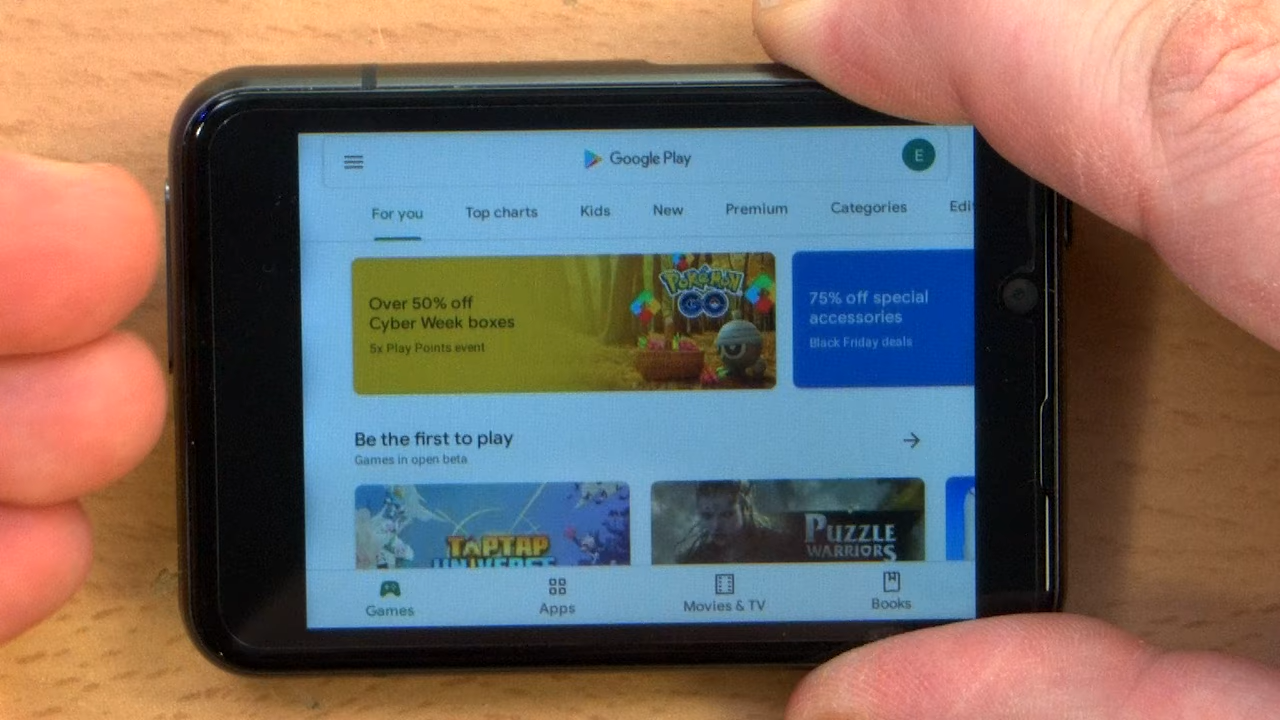 Google Play
E
For you Top charts Kids New Premium Categories Edi
Over 50% off
Cyber Week boxes
5x Play Points event
POKÉMON
GO
75% off special
accessories
Black Friday deals
Be the first to play
Games in open beta
TAPTAP
UNIVERSE
PUZZLE
WARRIORS
Games Apps Movies & TV Books